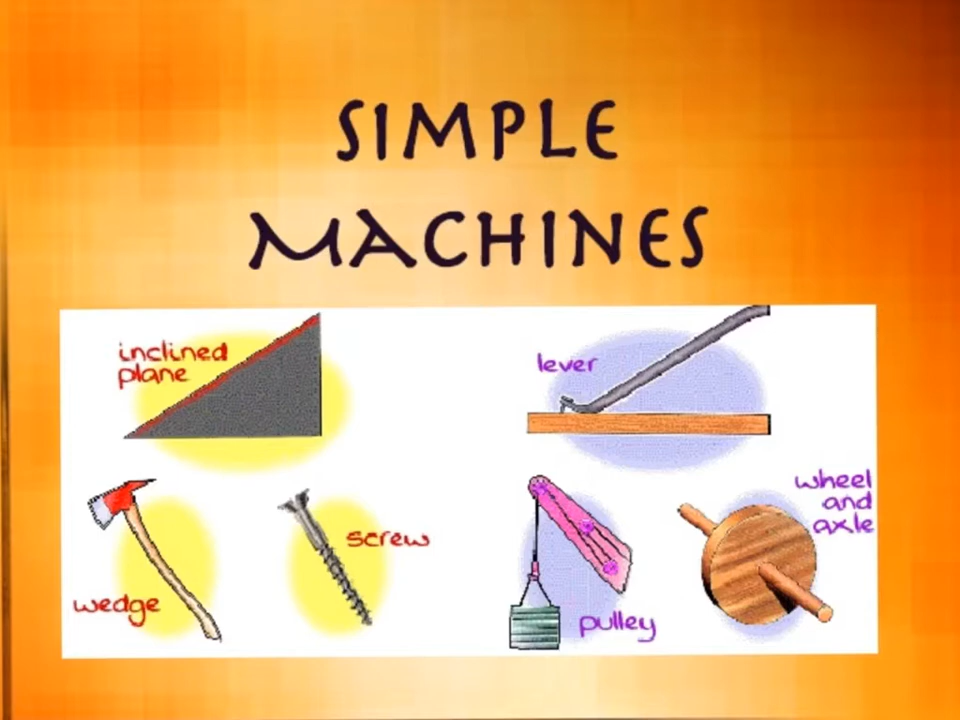 SIMPLE
MACHINES
inclined
plane
lever
wedge
screw
pulley
wheel
and
axle